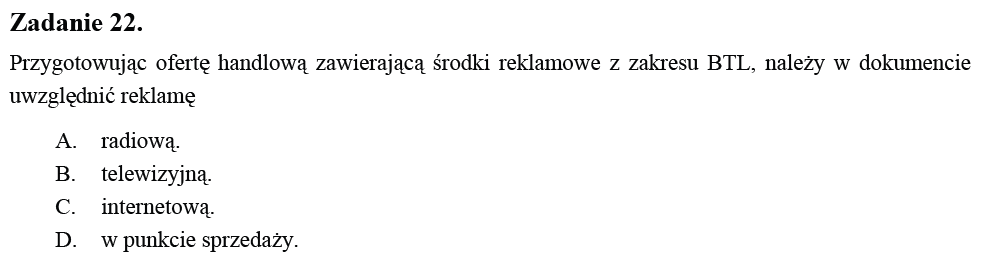 Zadanie 22.
Przygotowując ofertę handlową zawierającą środki reklamowe z zakresu BTL, należy w dokumencie
uwzględnić reklamę
A. radiową.
B. telewizyjną.
C. internetową.
D. w punkcie sprzedaży.